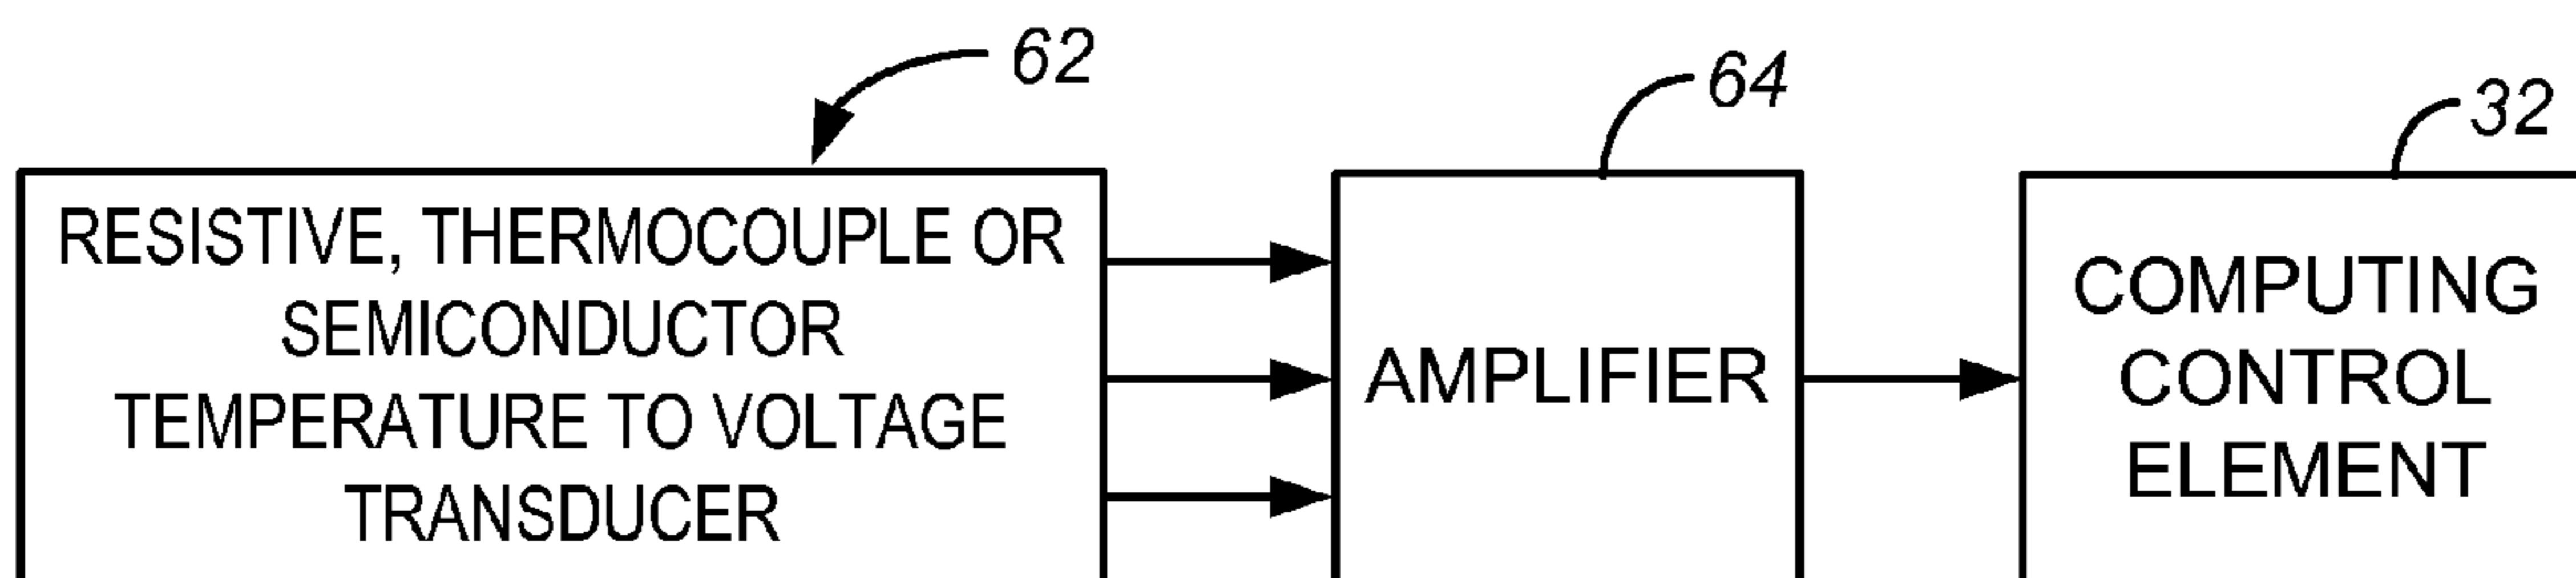 62
64
32
RESISTIVE, THERMOCOUPLE OR
SEMICONDUCTOR
TEMPERATURE TO VOLTAGE
TRANSDUCER
AMPLIFIER
COMPUTING
CONTROL
ELEMENT